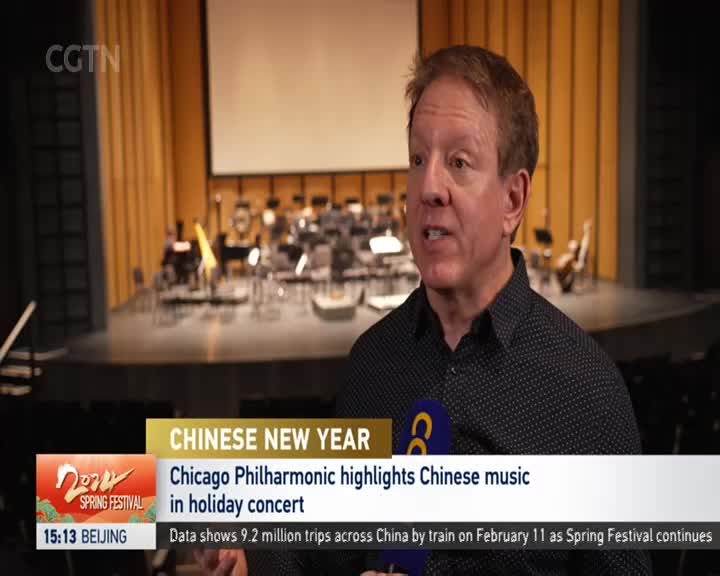 CGTN
CHINESE NEW YEAR
Chicago Philharmonic highlights Chinese music
in holiday concert
2024
SPRING FESTIVAL
15:13 BEIJING
Data shows 9.2 million trips across China by train on February 11 as Spring Festival continues